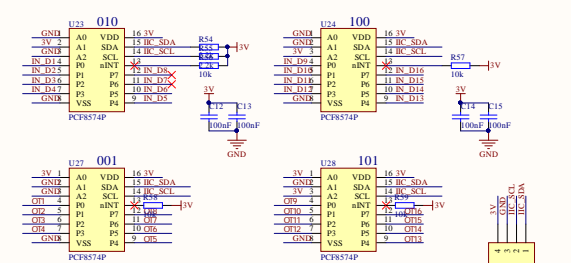 U23 010
GND 1 A0 VDD 16 3V
3V 2 A1 SDA 15 IIC_SDA
GND 3 A2 SCL 14 IIC_SCL
IN_D1 4 P0 nINT 13
IN_D2 5 P1 P7 12 IN_D8
IN_D3 6 P2 P6 11 IN_D7
IN_D4 7 P3 P5 10 IN_D6
GND 8 VSS P4 9 IN_D5
PCF8574P
R54
2.2k
10k
3V
3V
C12 C13
100nF 100nF
GND
U24 100
GND 1 A0 VDD 16 3V
GND 2 A1 SDA 15 IIC_SDA
3V 3 A2 SCL 14 IIC_SCL
IN_D9 4 P0 nINT 13
IN_D10 5 P1 P7 12 IN_D16
IN_D11 6 P2 P6 11 IN_D15
IN_D12 7 P3 P5 10 IN_D14
GND 8 VSS P4 9 IN_D13
PCF8574P
R57
10k
3V
3V
C14 C15
100nF 100nF
GND
U27 001
3V 1 A0 VDD 16 3V
GND 2 A1 SDA 15 IIC_SDA
GND 3 A2 SCL 14 IIC_SCL
OT1 4 P0 nINT 13 R58 3V
OT2 5 P1 P7 12
OT3 6 P2 P6 11 OT7
OT4 7 P3 P5 10 OT6
GND 8 VSS P4 9 OT5
PCF8574P
U28 101
3V 1 A0 VDD 16 3V
GND 2 A1 SDA 15 IIC_SDA
3V 3 A2 SCL 14 IIC_SCL
OT9 4 P0 nINT 13 R59 3V
OT10 5 P1 P7 12 OT16
OT11 6 P2 P6 11 OT15
OT12 7 P3 P5 10 OT14
GND 8 VSS P4 9 OT13
PCF8574P
3V
GND
IIC_SCL
IIC_SDA
4 3 2 1